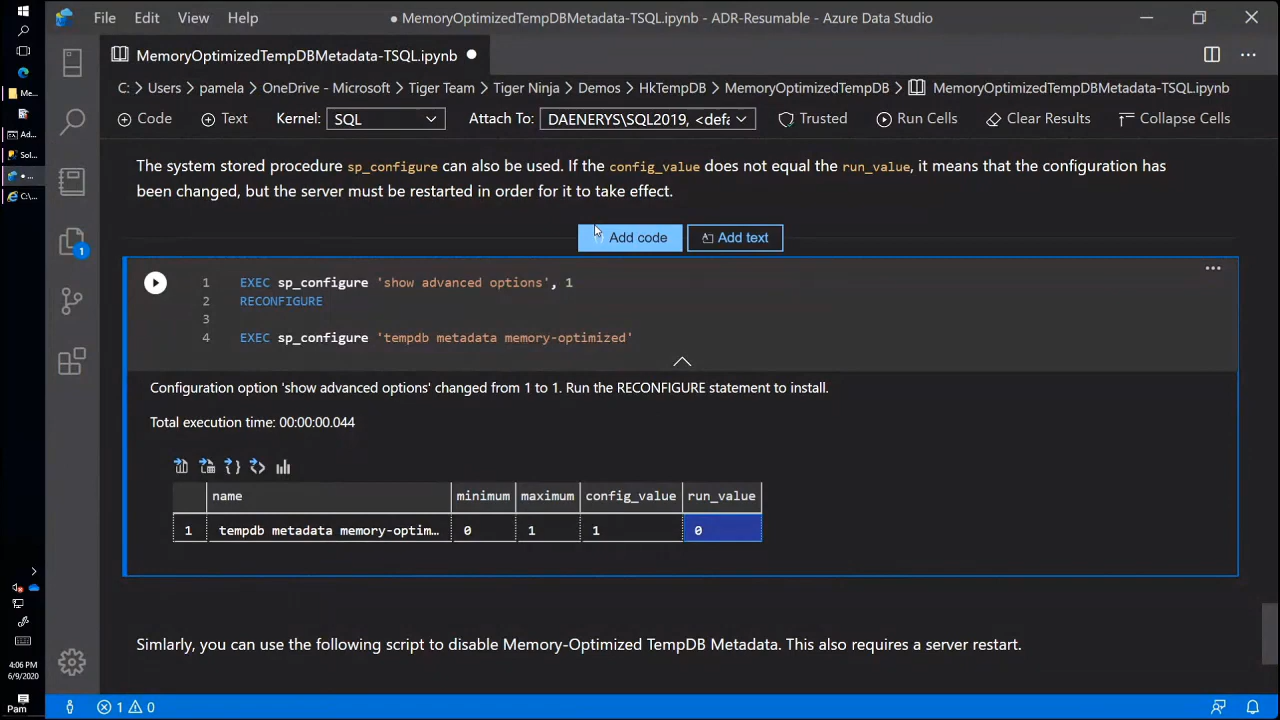 File Edit View Help
● MemoryOptimizedTempDBMetadata-TSQL.ipynb - ADR-Resumable - Azure Data Studio
MemoryOptimizedTempDBMetadata-TSQL.ipynb ●
C: > Users > pamela > OneDrive - Microsoft > Tiger Team > Tiger Ninja > Demos > HkTempDB > MemoryOptimizedTempDB > MemoryOptimizedTempDBMetadata-TSQL.ipynb
Code Text Kernel: SQL Attach To: DAENERYS\SQL2019, <defa Trusted Run Cells Clear Results Collapse Cells
The system stored procedure sp_configure can also be used. If the config_value does not equal the run_value, it means that the configuration has
been changed, but the server must be restarted in order for it to take effect.
Add code Add text
1 EXEC sp_configure 'show advanced options', 1
2 RECONFIGURE
3
4 EXEC sp_configure 'tempdb metadata memory-optimized'
Configuration option 'show advanced options' changed from 1 to 1. Run the RECONFIGURE statement to install.
Total execution time: 00:00:00.044
name minimum maximum config_value run_value
1 tempdb metadata memory-optim… 0 1 1 0
Simlarly, you can use the following script to disable Memory-Optimized TempDB Metadata. This also requires a server restart.
Me...
Ad...
Sol...
C:\...
1
4:06 PM
6/9/2020
Pam
1 0